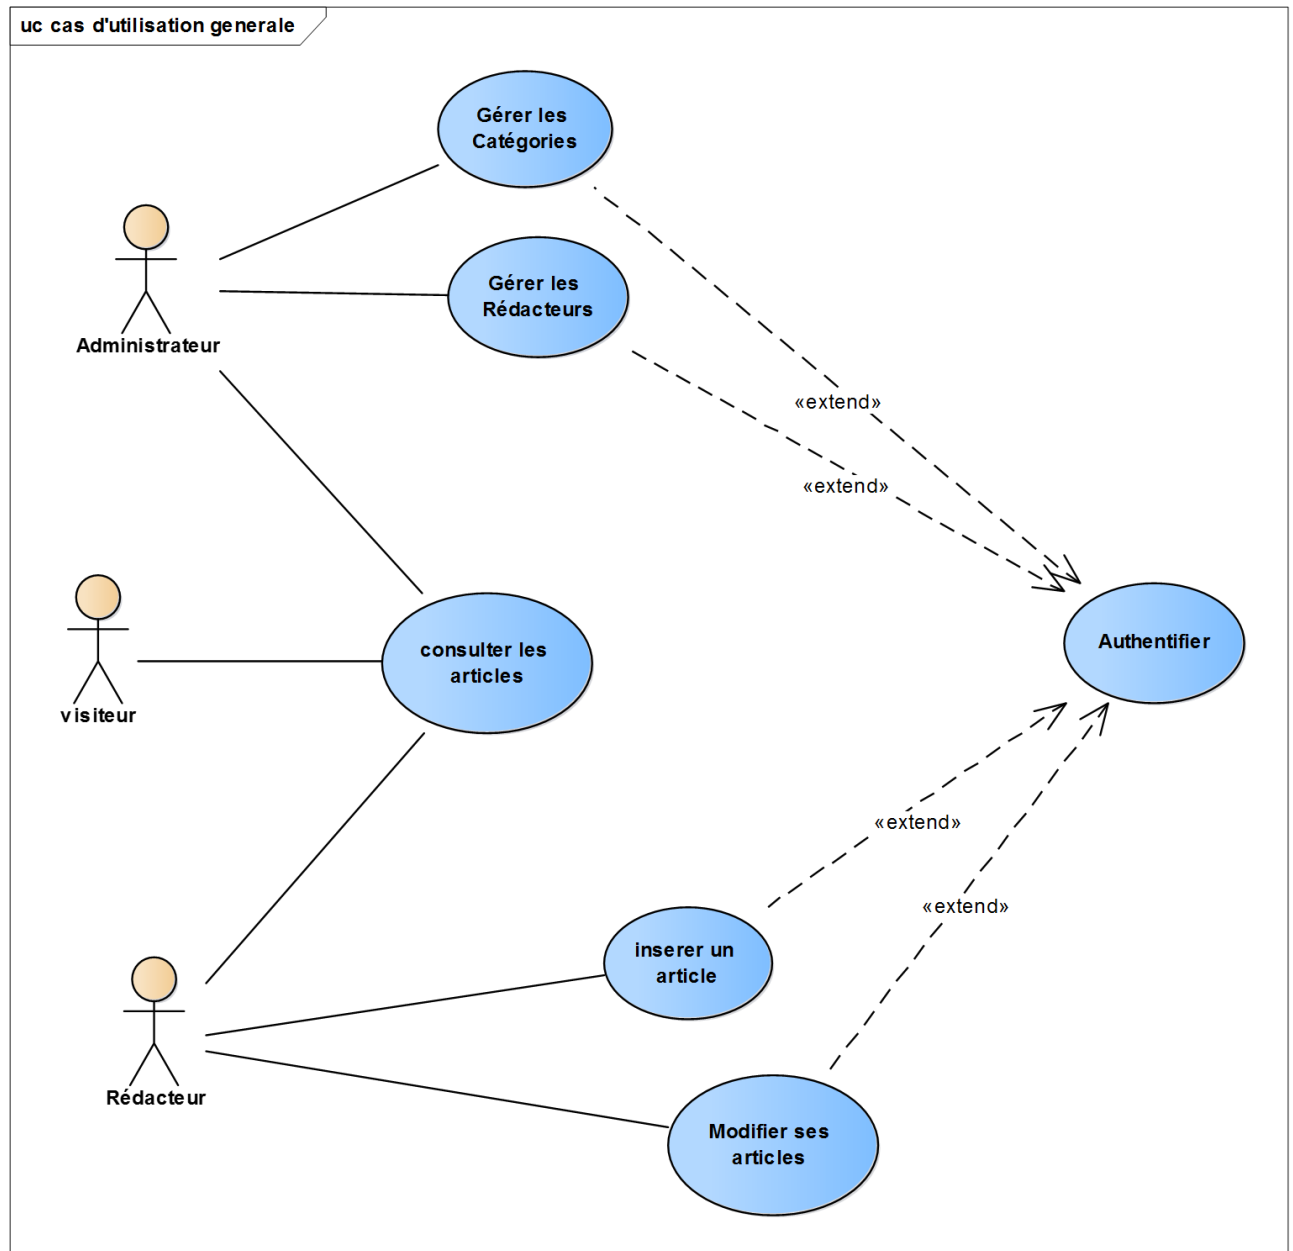 uc cas d'utilisation generale
Gérer les
Catégories
Gérer les
Rédacteurs
Administrateur
«extend»
«extend»
Authentifier
consulter les
articles
visiteur
«extend»
«extend»
inserer un
article
Rédacteur
Modifier ses
articles